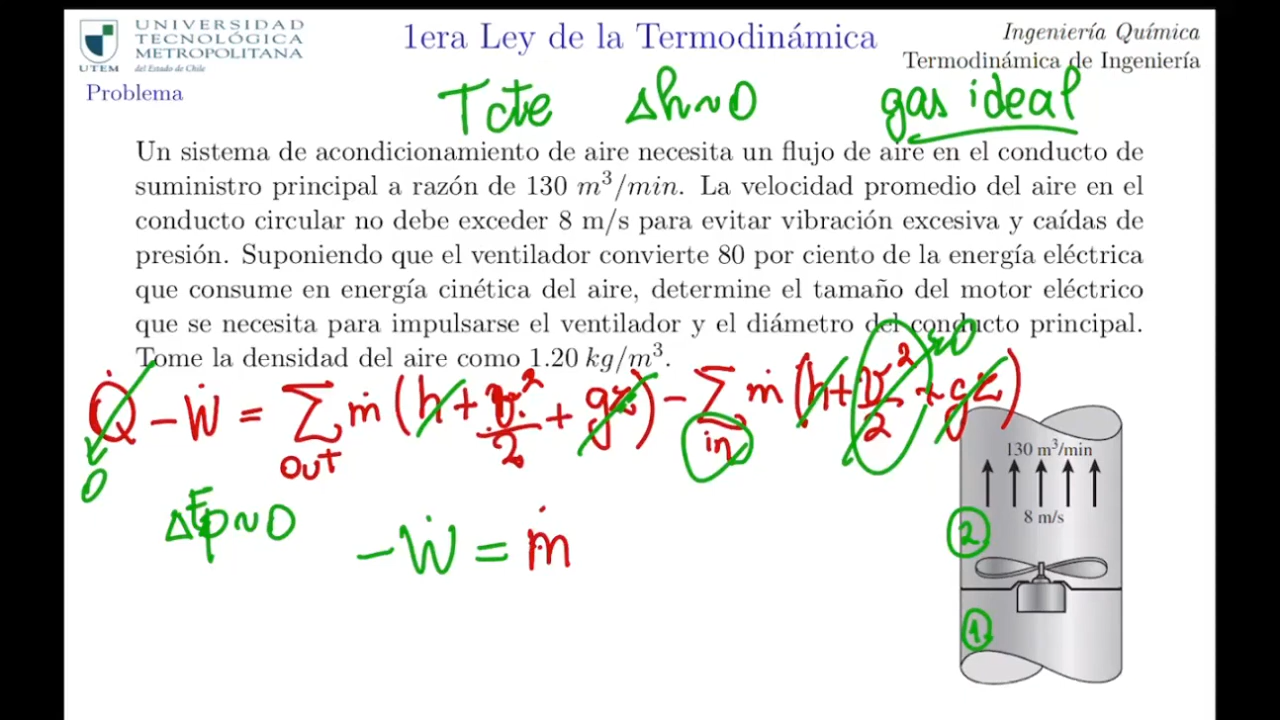 UNIVERSIDAD
TECNOLÓGICA
METROPOLITANA
del Estado de Chile
UTEM
1era Ley de la Termodinámica
Ingeniería Química
Termodinámica de Ingeniería
Problema
T cte Δh~0 gas ideal
Un sistema de acondicionamiento de aire necesita un flujo de aire en el conducto de
suministro principal a razón de 130 m³/min. La velocidad promedio del aire en el
conducto circular no debe exceder 8 m/s para evitar vibración excesiva y caídas de
presión. Suponiendo que el ventilador convierte 80 por ciento de la energía eléctrica
que consume en energía cinética del aire, determine el tamaño del motor eléctrico
que se necesita para impulsarse el ventilador y el diámetro del conducto principal.
Tome la densidad del aire como 1.20 kg/m³.
Q̇ − Ẇ = Σ ṁ (h + v²/2 + gz) − Σ ṁ (h + v²/2 + gz) ≈0
OUT in
0
ΔEp~0 −Ẇ = ṁ
130 m³/min
8 m/s
2
1